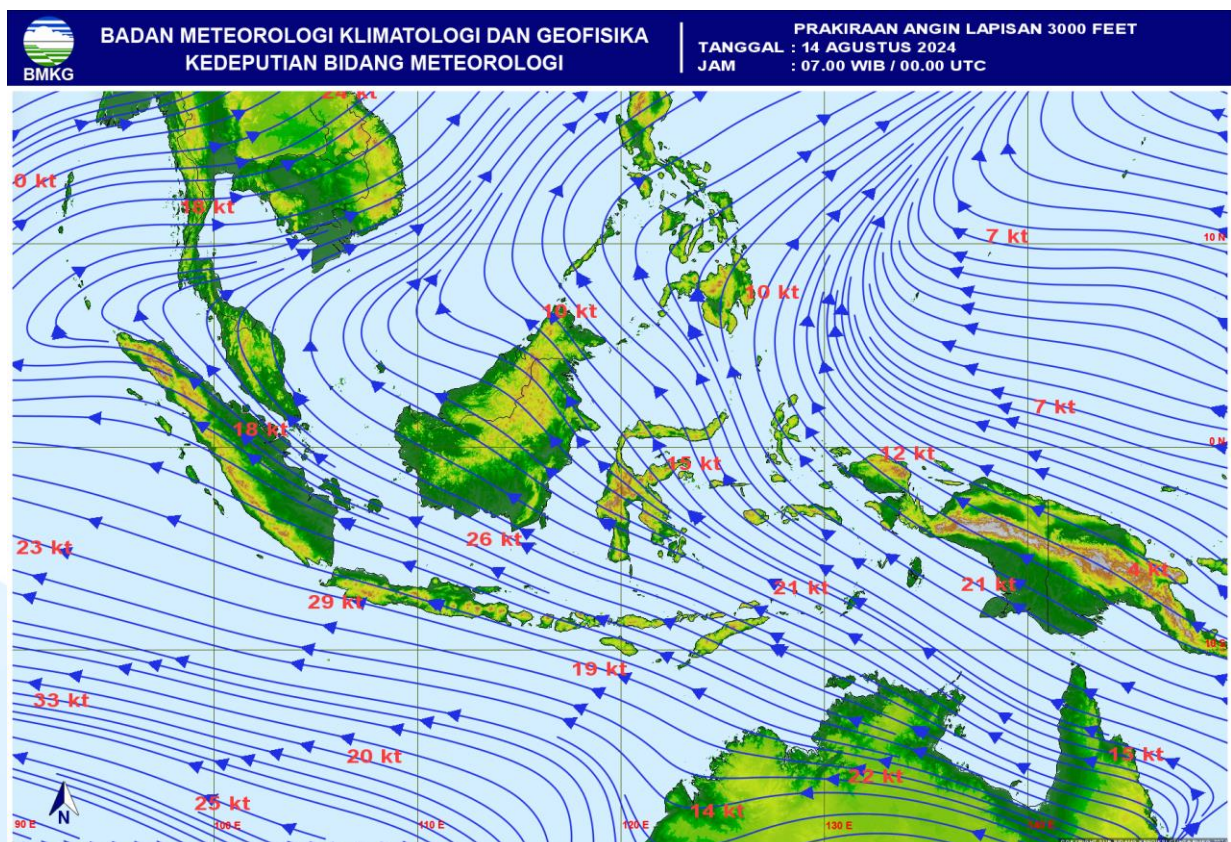 BMKG
BADAN METEOROLOGI KLIMATOLOGI DAN GEOFISIKA
KEDEPUTIAN BIDANG METEOROLOGI
PRAKIRAAN ANGIN LAPISAN 3000 FEET
TANGGAL : 14 AGUSTUS 2024
JAM : 07.00 WIB / 00.00 UTC
24 kt
0 kt
18 kt
7 kt
10 N
10 kt
10 kt
7 kt
18 kt
0 N
15 kt
12 kt
26 kt
23 kt
4 kt
21 kt
21 kt
29 kt
10 S
19 kt
33 kt
20 kt
15 kt
22 kt
25 kt
14 kt
N
90 E
100 E
110 E
120 E
130 E
140 E